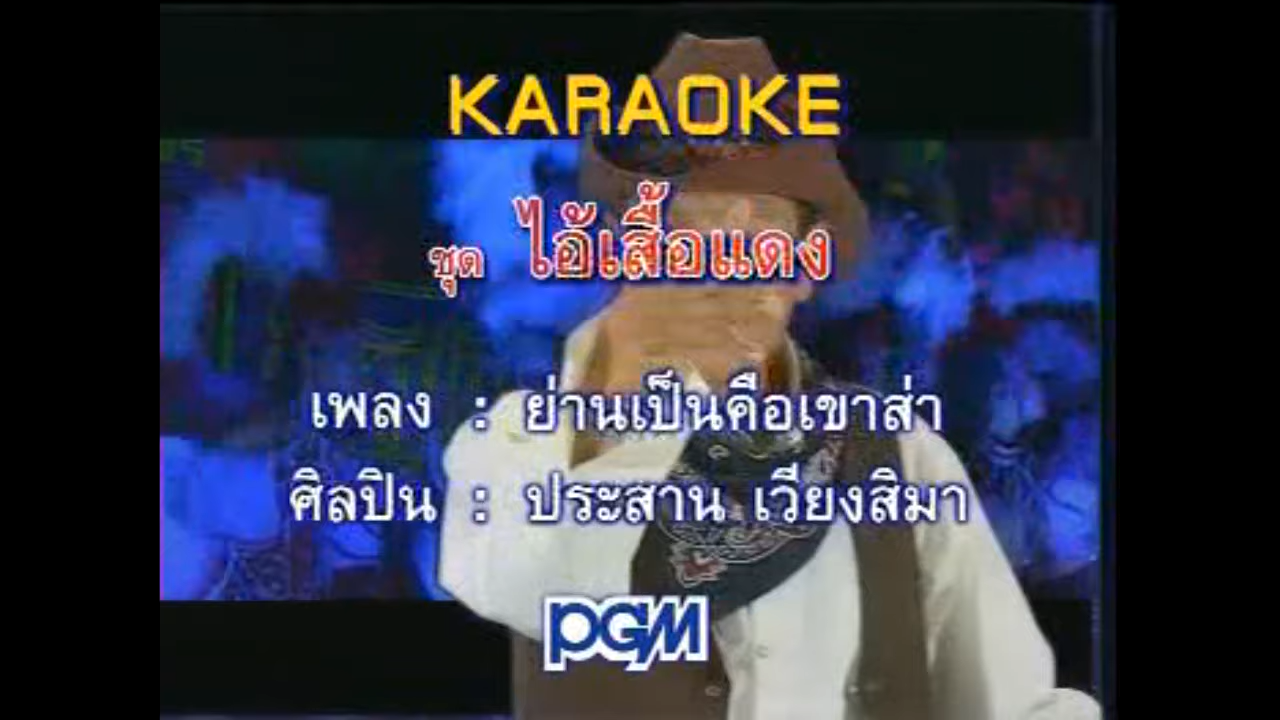 KARAOKE
ชุด ไอ้เสื้อแดง
เพลง : ย่านเป็นคือเขาส่า
ศิลปิน : ประสาน เวียงสิมา
PGM